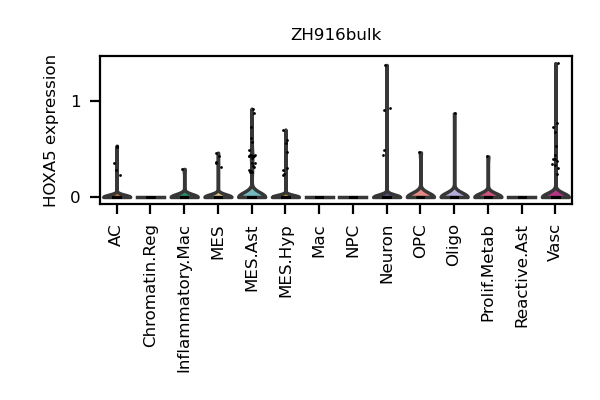 ZH916bulk
HOXA5 expression
1
0
AC
Chromatin.Reg
Inflammatory.Mac
MES
MES.Ast
MES.Hyp
Mac
NPC
Neuron
OPC
Oligo
Prolif.Metab
Reactive.Ast
Vasc